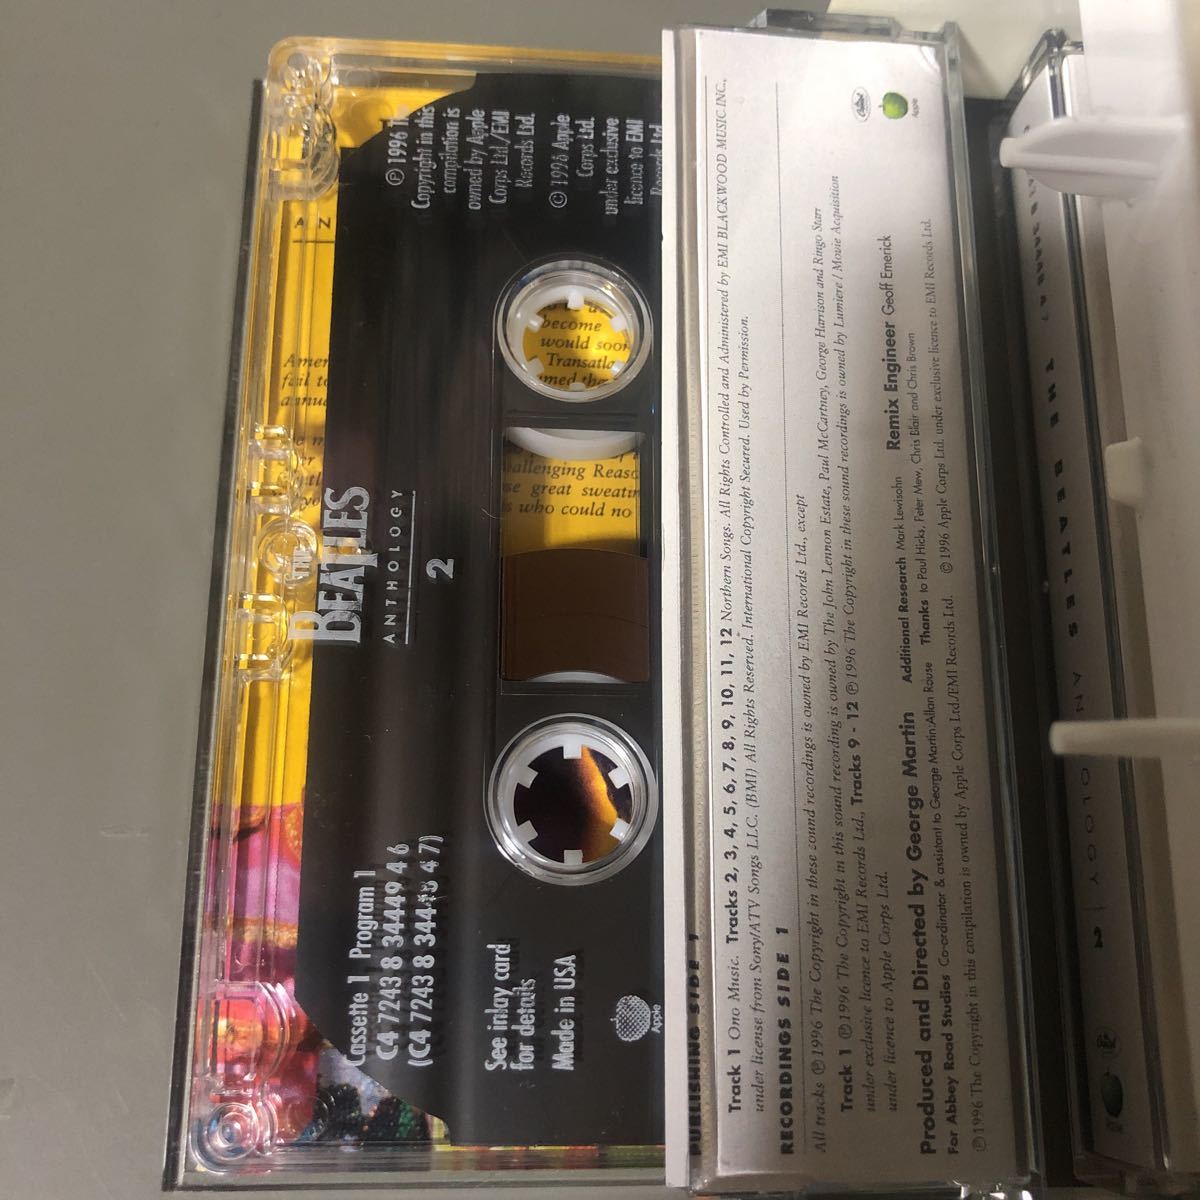 THE
BEATLES
ANTHOLOGY
2
Cassette 1 Program 1
C4 7243 8 34449 4 6
See inlay card
for details
Made in USA
Apple
℗ 1996
Copyright in this
compilation is
owned by Apple
Corps Ltd./EMI
Records Ltd.
© 1996 Apple
Corps Ltd.
under exclusive
licence to EMI
Records Ltd
become
would soon
Transatla
med the
allenging Reaso
se great sweatin
s who could no
Amer
fail to
annua
PUBLISHING SIDE 1
Track 1 Ono Music. Tracks 2, 3, 4, 5, 6, 7, 8, 9, 10, 11, 12 Northern Songs. All Rights Controlled and Administered by EMI BLACKWOOD MUSIC INC.,
under license from Sony/ATV Songs LLC. (BMI) All Rights Reserved. International Copyright Secured. Used by Permission.
RECORDINGS SIDE 1
All tracks ℗ 1996 The Copyright in these sound recordings is owned by EMI Records Ltd., except
Track 1 ℗ 1996 The Copyright in this sound recording is owned by The John Lennon Estate, Paul McCartney, George Harrison and Ringo Starr
under exclusive licence to EMI Records Ltd., Tracks 9 - 12 ℗ 1996 The Copyright in these sound recordings is owned by Lumiere / Movie Acquisition
under licence to Apple Corps Ltd.
Produced and Directed by George Martin Additional Research Mark Lewisohn Remix Engineer Geoff Emerick
For Abbey Road Studios Co-ordinator & assistant to George Martin: Allan Rouse Thanks to Paul Hicks, Peter Mew, Chris Blair and Chris Brown
℗ 1996 The Copyright in this compilation is owned by Apple Corps Ltd/EMI Records Ltd. © 1996 Apple Corps Ltd. under exclusive licence to EMI Records Ltd.
Capitol
Apple
THE BEATLES AN OLOGY 2